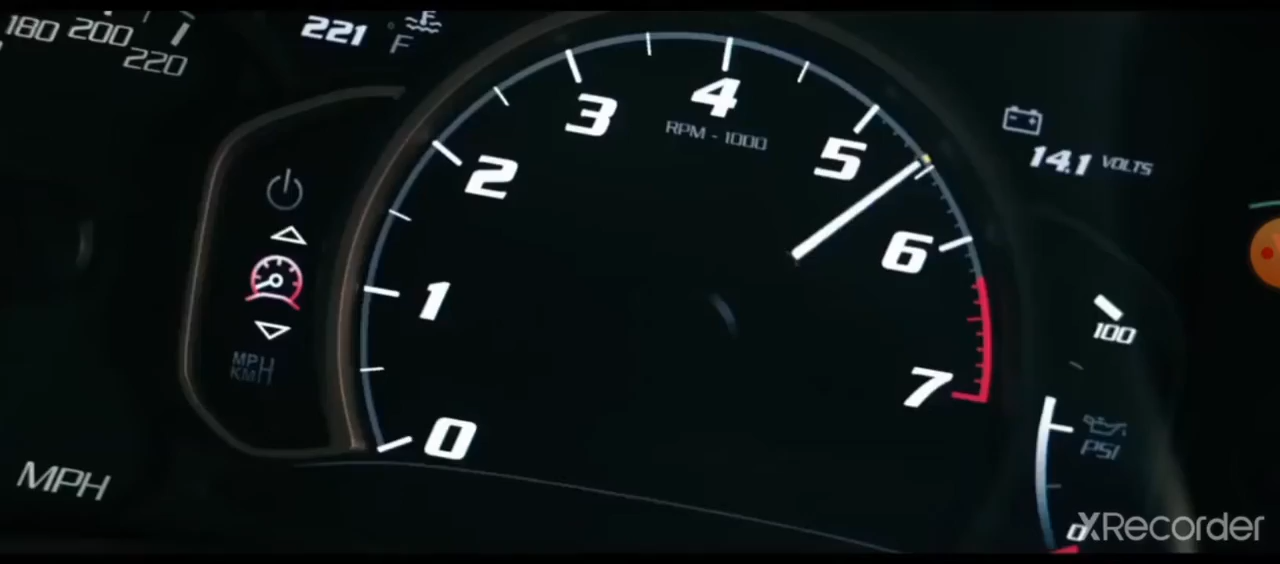 180 200
220
221 °F
F
3
4
RPM - 1000
5
14.1 VOLTS
2
6
1
100
MPH
KMH
7
0
PSI
MPH
0
XRecorder